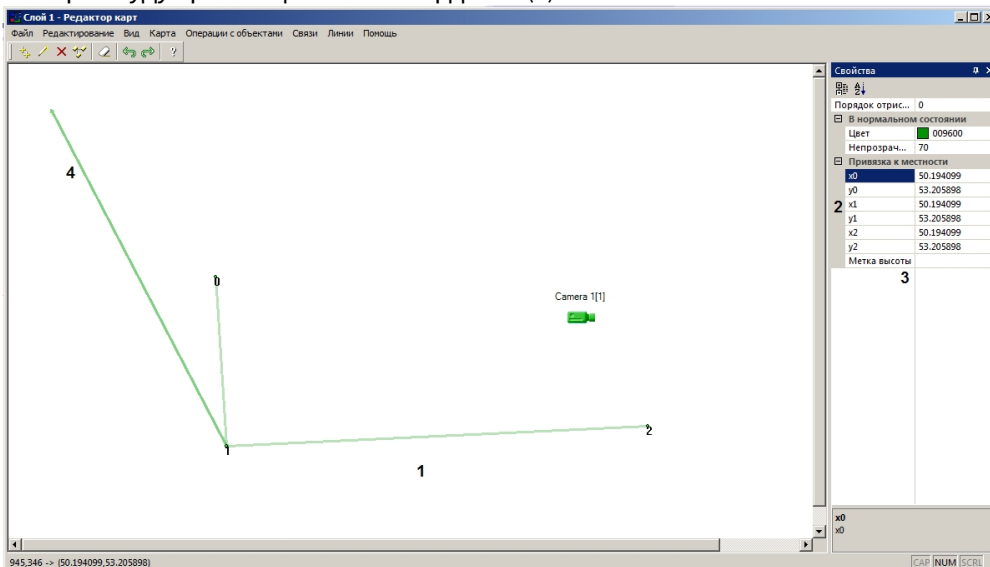 Слой 1 - Редактор карт
Файл Редактирование Вид Карта Операции с объектами Связи Линии Помощь
?
Свойства
Порядок отрис... 0
В нормальном состоянии
Цвет 009600
Непрозрач... 70
Привязка к местности
x0 50.194099
y0 53.205898
2 x1 50.194099
y1 53.205898
x2 50.194099
y2 53.205898
Метка высоты
3
4
0
Camera 1[1]
1
2
1
x0
x0
945,346 -> (50.194099,53.205898)
CAP NUM SCRL